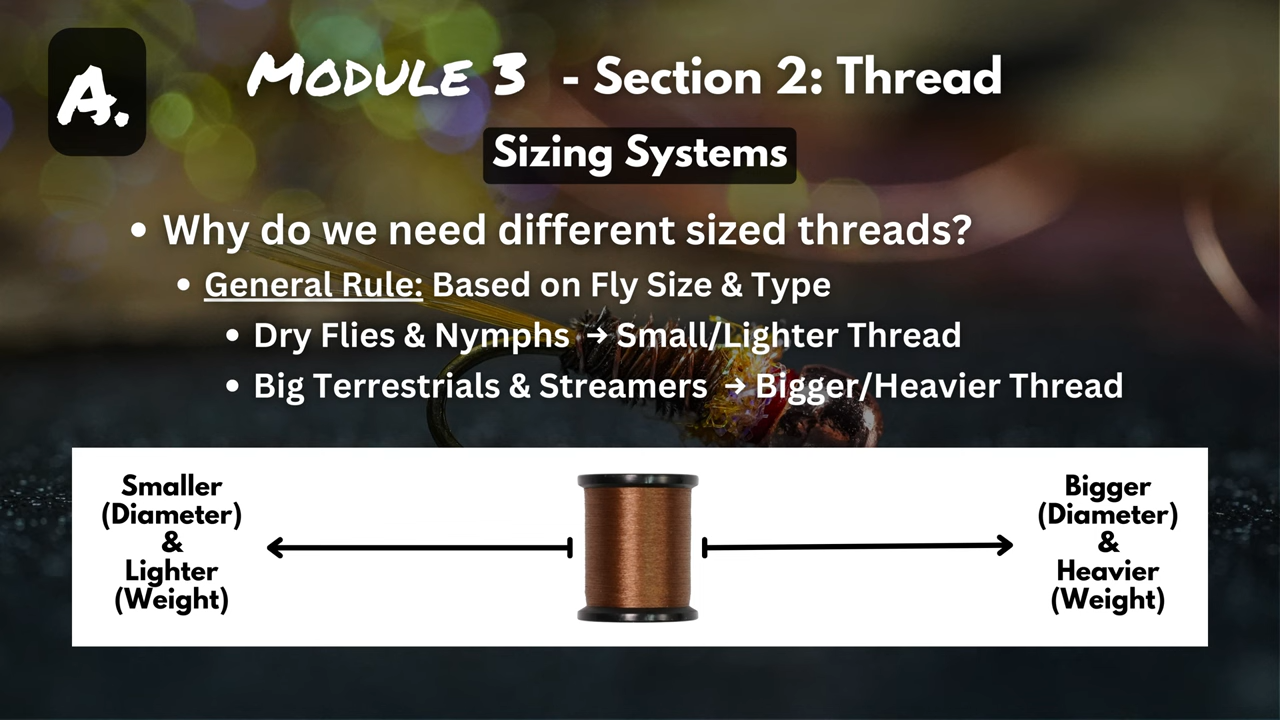 A.
Module 3 - Section 2: Thread
Sizing Systems
• Why do we need different sized threads?
• General Rule: Based on Fly Size & Type
• Dry Flies & Nymphs → Small/Lighter Thread
• Big Terrestrials & Streamers → Bigger/Heavier Thread
Smaller
(Diameter)
&
Lighter
(Weight)
Bigger
(Diameter)
&
Heavier
(Weight)